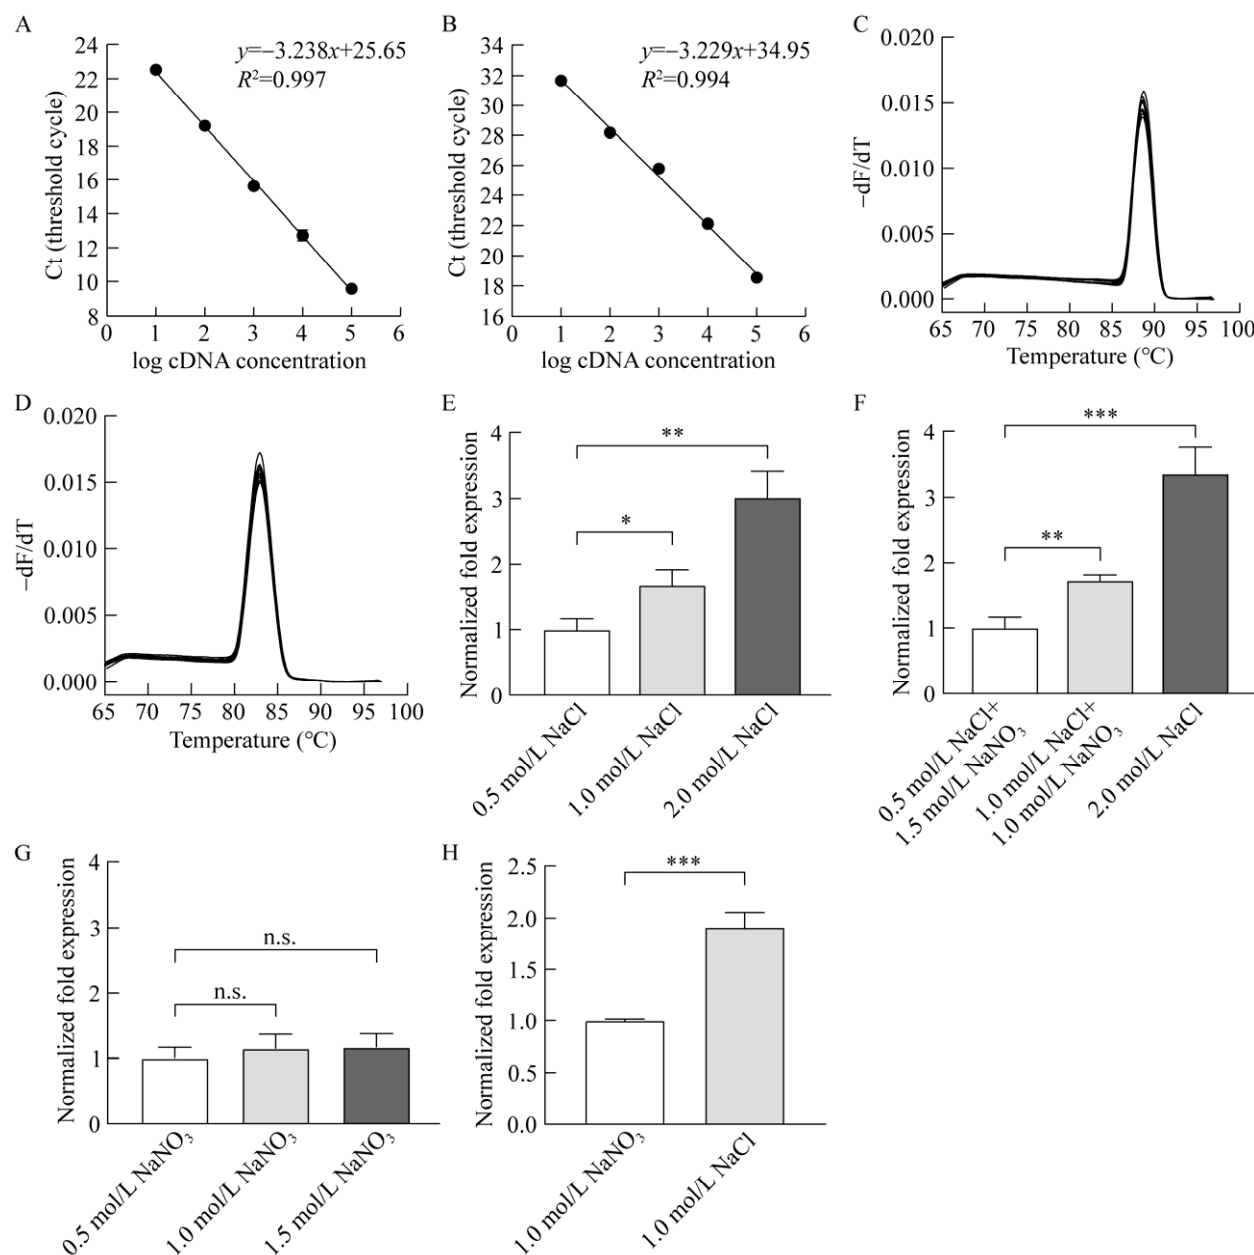 A
y=−3.238x+25.65
R²=0.997
24
22
20
18
16
14
12
10
8
0
1
2
3
4
5
6
Ct (threshold cycle)
log cDNA concentration
B
y=−3.229x+34.95
R²=0.994
34
32
30
28
26
24
22
20
18
16
0
1
2
3
4
5
6
Ct (threshold cycle)
log cDNA concentration
C
0.020
0.015
0.010
0.005
0.000
65
70
75
80
85
90
95
100
−dF/dT
Temperature (°C)
D
0.020
0.015
0.010
0.005
0.000
65
70
75
80
85
90
95
100
−dF/dT
Temperature (°C)
E
4
3
2
1
0
Normalized fold expression
**
*
0.5 mol/L NaCl
1.0 mol/L NaCl
2.0 mol/L NaCl
F
4
3
2
1
0
Normalized fold expression
***
**
0.5 mol/L NaCl+
1.5 mol/L NaNO₃
1.0 mol/L NaCl+
1.0 mol/L NaNO₃
2.0 mol/L NaCl
G
4
3
2
1
0
Normalized fold expression
n.s.
n.s.
0.5 mol/L NaNO₃
1.0 mol/L NaNO₃
1.5 mol/L NaNO₃
H
2.5
2.0
1.5
1.0
0.5
0.0
Normalized fold expression
***
1.0 mol/L NaNO₃
1.0 mol/L NaCl